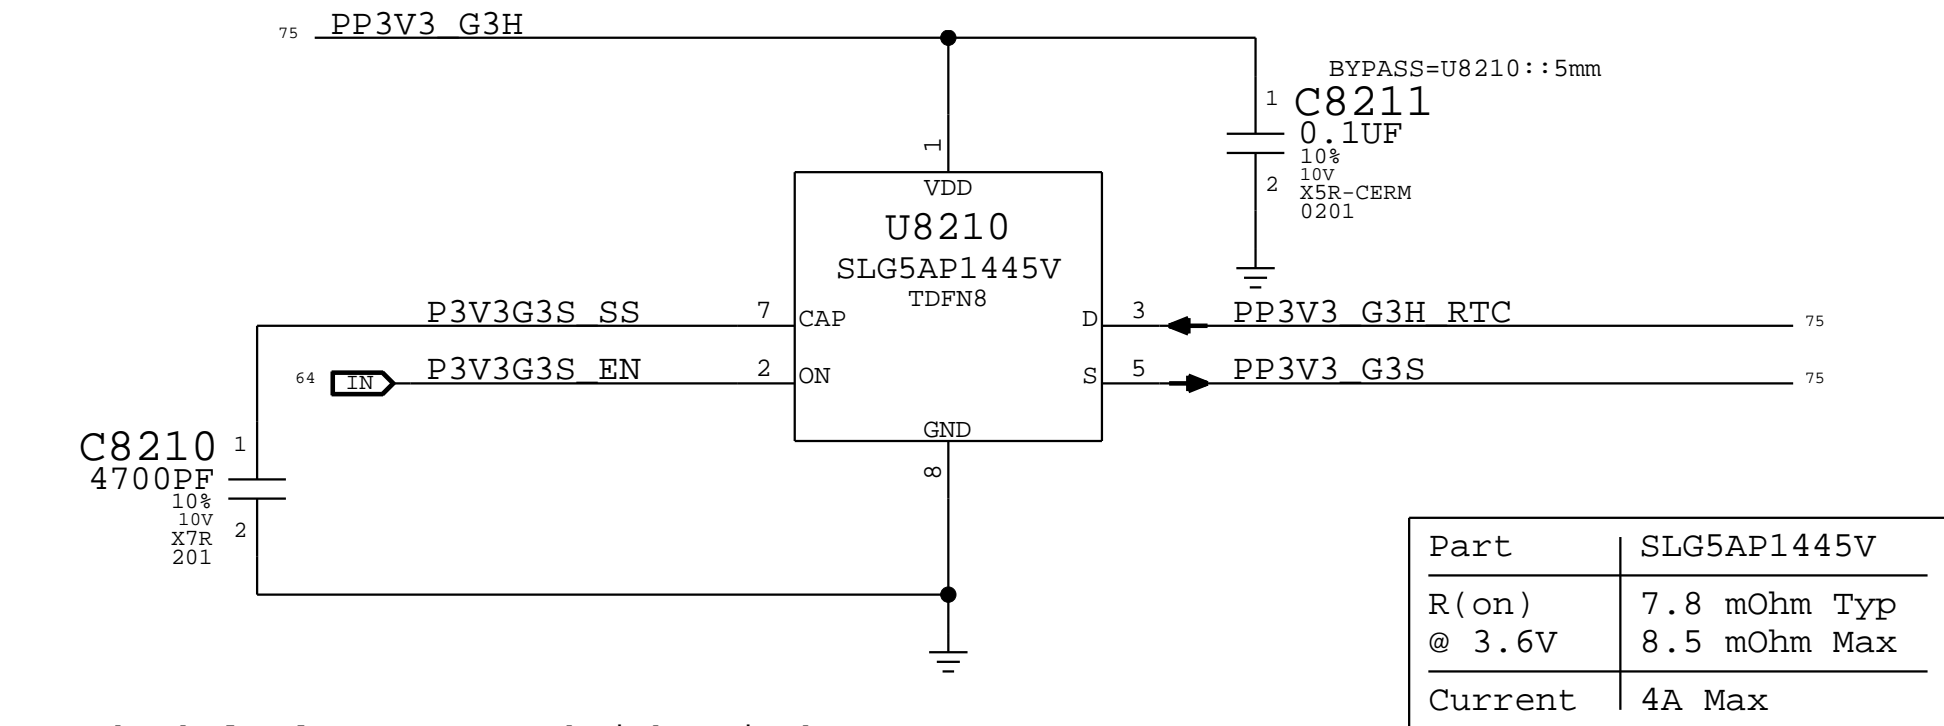 75 PP3V3_G3H
BYPASS=U8210::5mm
1 C8211
0.1UF
10%
10V
2 X5R-CERM
0201
1
VDD
U8210
SLG5AP1445V
TDFN8
P3V3G3S_SS 7 CAP
D 3 PP3V3_G3H_RTC 75
64 IN P3V3G3S_EN 2 ON
S 5 PP3V3_G3S 75
GND
8
C8210 1
4700PF
10%
10V
X7R 2
201
Part SLG5AP1445V
R(on) 7.8 mOhm Typ
@ 3.6V 8.5 mOhm Max
Current 4A Max